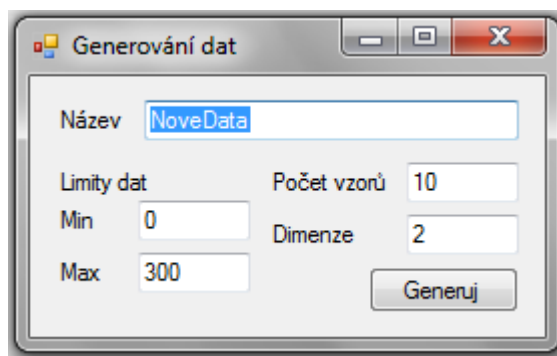 Generování dat
Název NoveData
Limity dat
Min 0
Max 300
Počet vzorů 10
Dimenze 2
Generuj